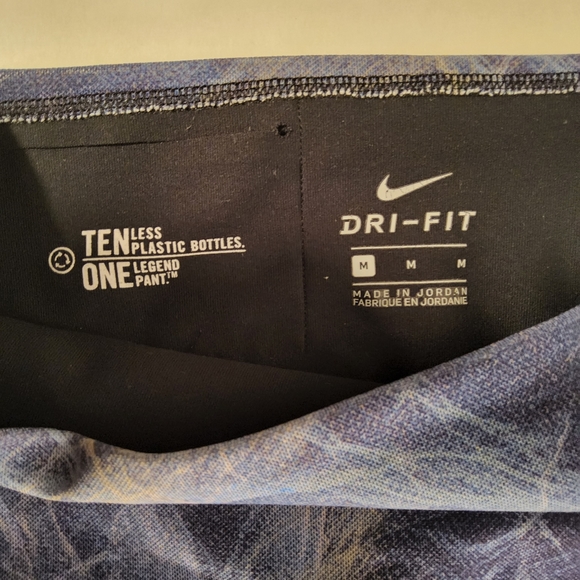 TEN LESS
PLASTIC BOTTLES.
ONE LEGEND
PANT.™
DRI-FIT
M M M
MADE IN JORDAN
FABRIQUE EN JORDANIE